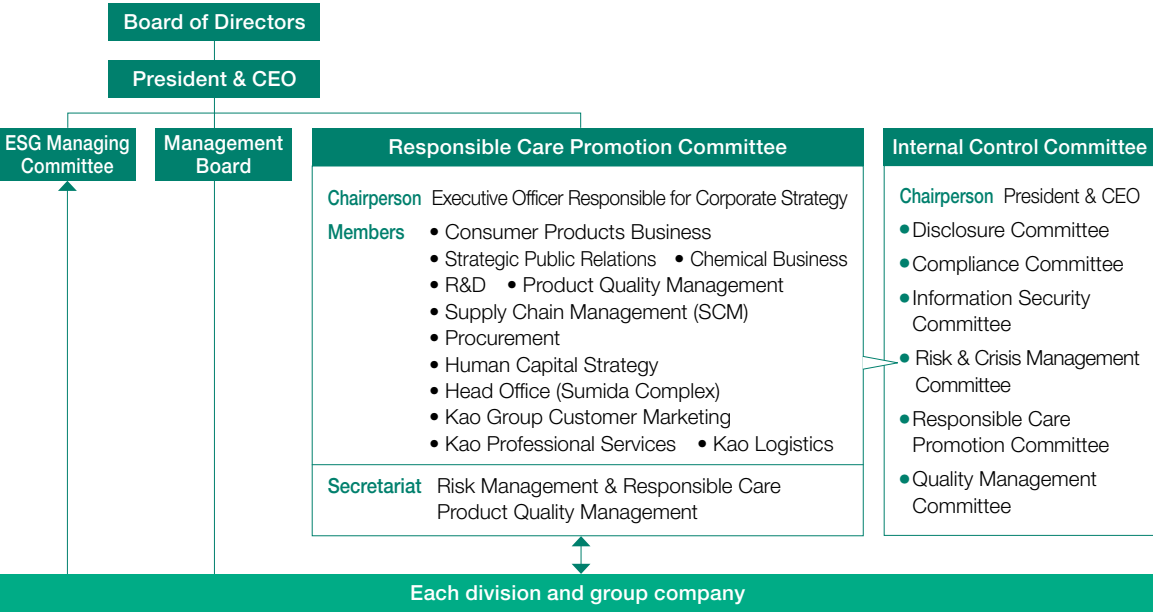 Board of Directors
President & CEO
ESG Managing
Committee
Management
Board
Responsible Care Promotion Committee
Chairperson Executive Officer Responsible for Corporate Strategy
Members • Consumer Products Business
• Strategic Public Relations • Chemical Business
• R&D • Product Quality Management
• Supply Chain Management (SCM)
• Procurement
• Human Capital Strategy
• Head Office (Sumida Complex)
• Kao Group Customer Marketing
• Kao Professional Services • Kao Logistics
Secretariat Risk Management & Responsible Care
Product Quality Management
Internal Control Committee
Chairperson President & CEO
• Disclosure Committee
• Compliance Committee
• Information Security
Committee
• Risk & Crisis Management
Committee
• Responsible Care
Promotion Committee
• Quality Management
Committee
Each division and group company